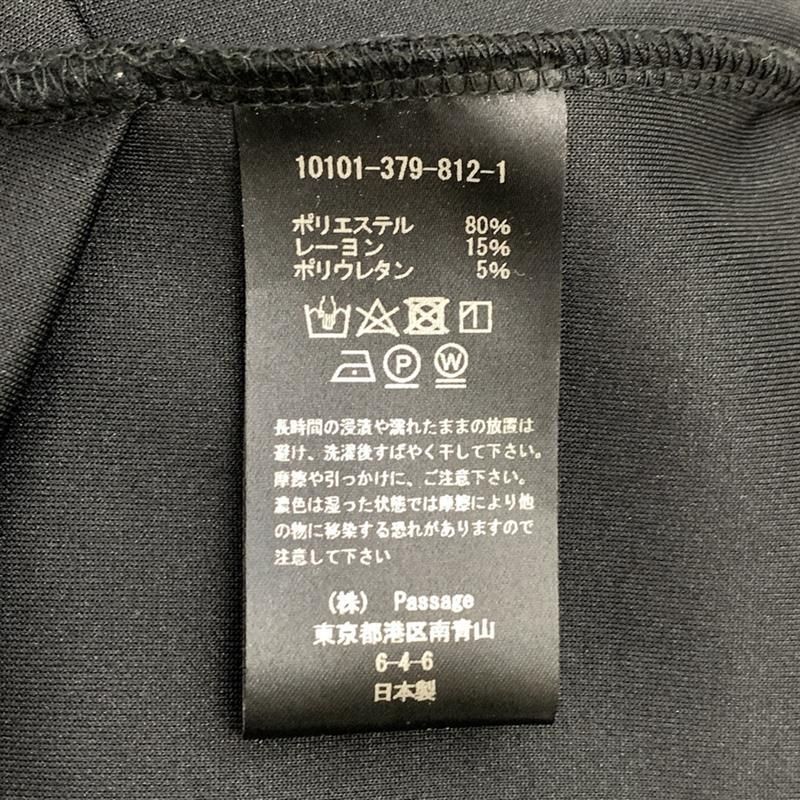 10101-379-812-1
ポリエステル 80%
レーヨン 15%
ポリウレタン 5%
P W
長時間の浸漬や濡れたままの放置は
避け、洗濯後すばやく干して下さい。
摩擦や引っかけに、ご注意下さい。
濃色は湿った状態では摩擦により他
の物に移染する恐れがありますので
注意して下さい
(株) Passage
東京都港区南青山
6-4-6
日本製